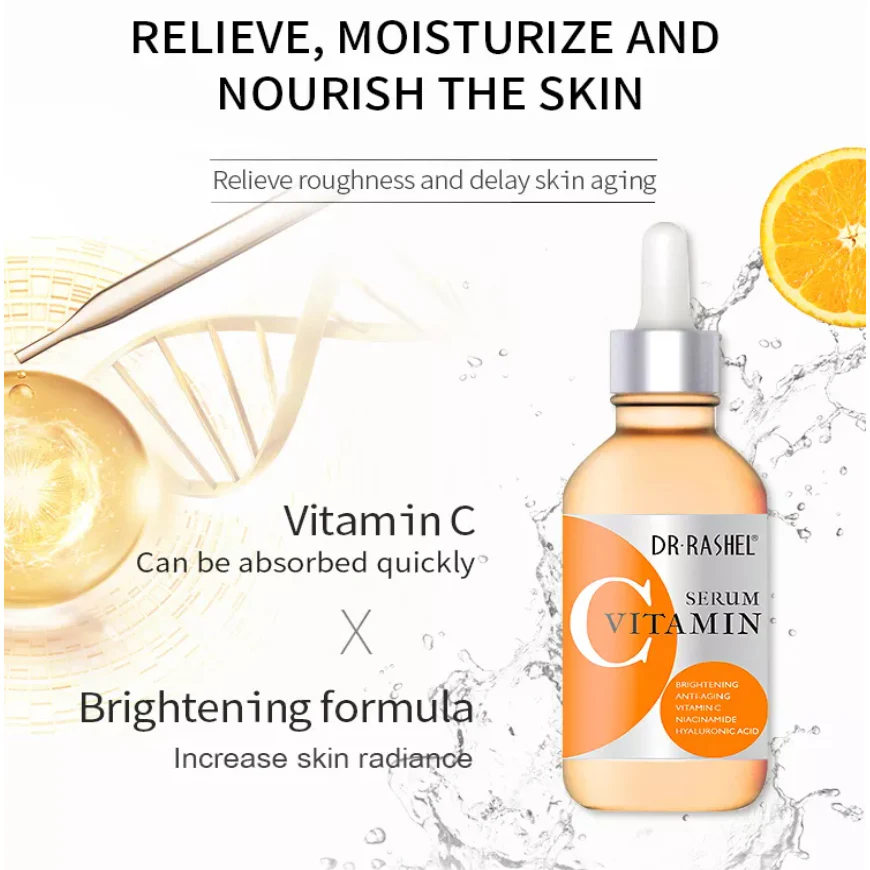 RELIEVE, MOISTURIZE AND
NOURISH THE SKIN
Relieve roughness and delay skin aging
Vitamin C
Can be absorbed quickly
X
Brightening formula
Increase skin radiance
DR·RASHEL®
SERUM
C VITAMIN
BRIGHTENING
ANTI-AGING
VITAMIN C
NIACINAMIDE
HYALURONIC ACID